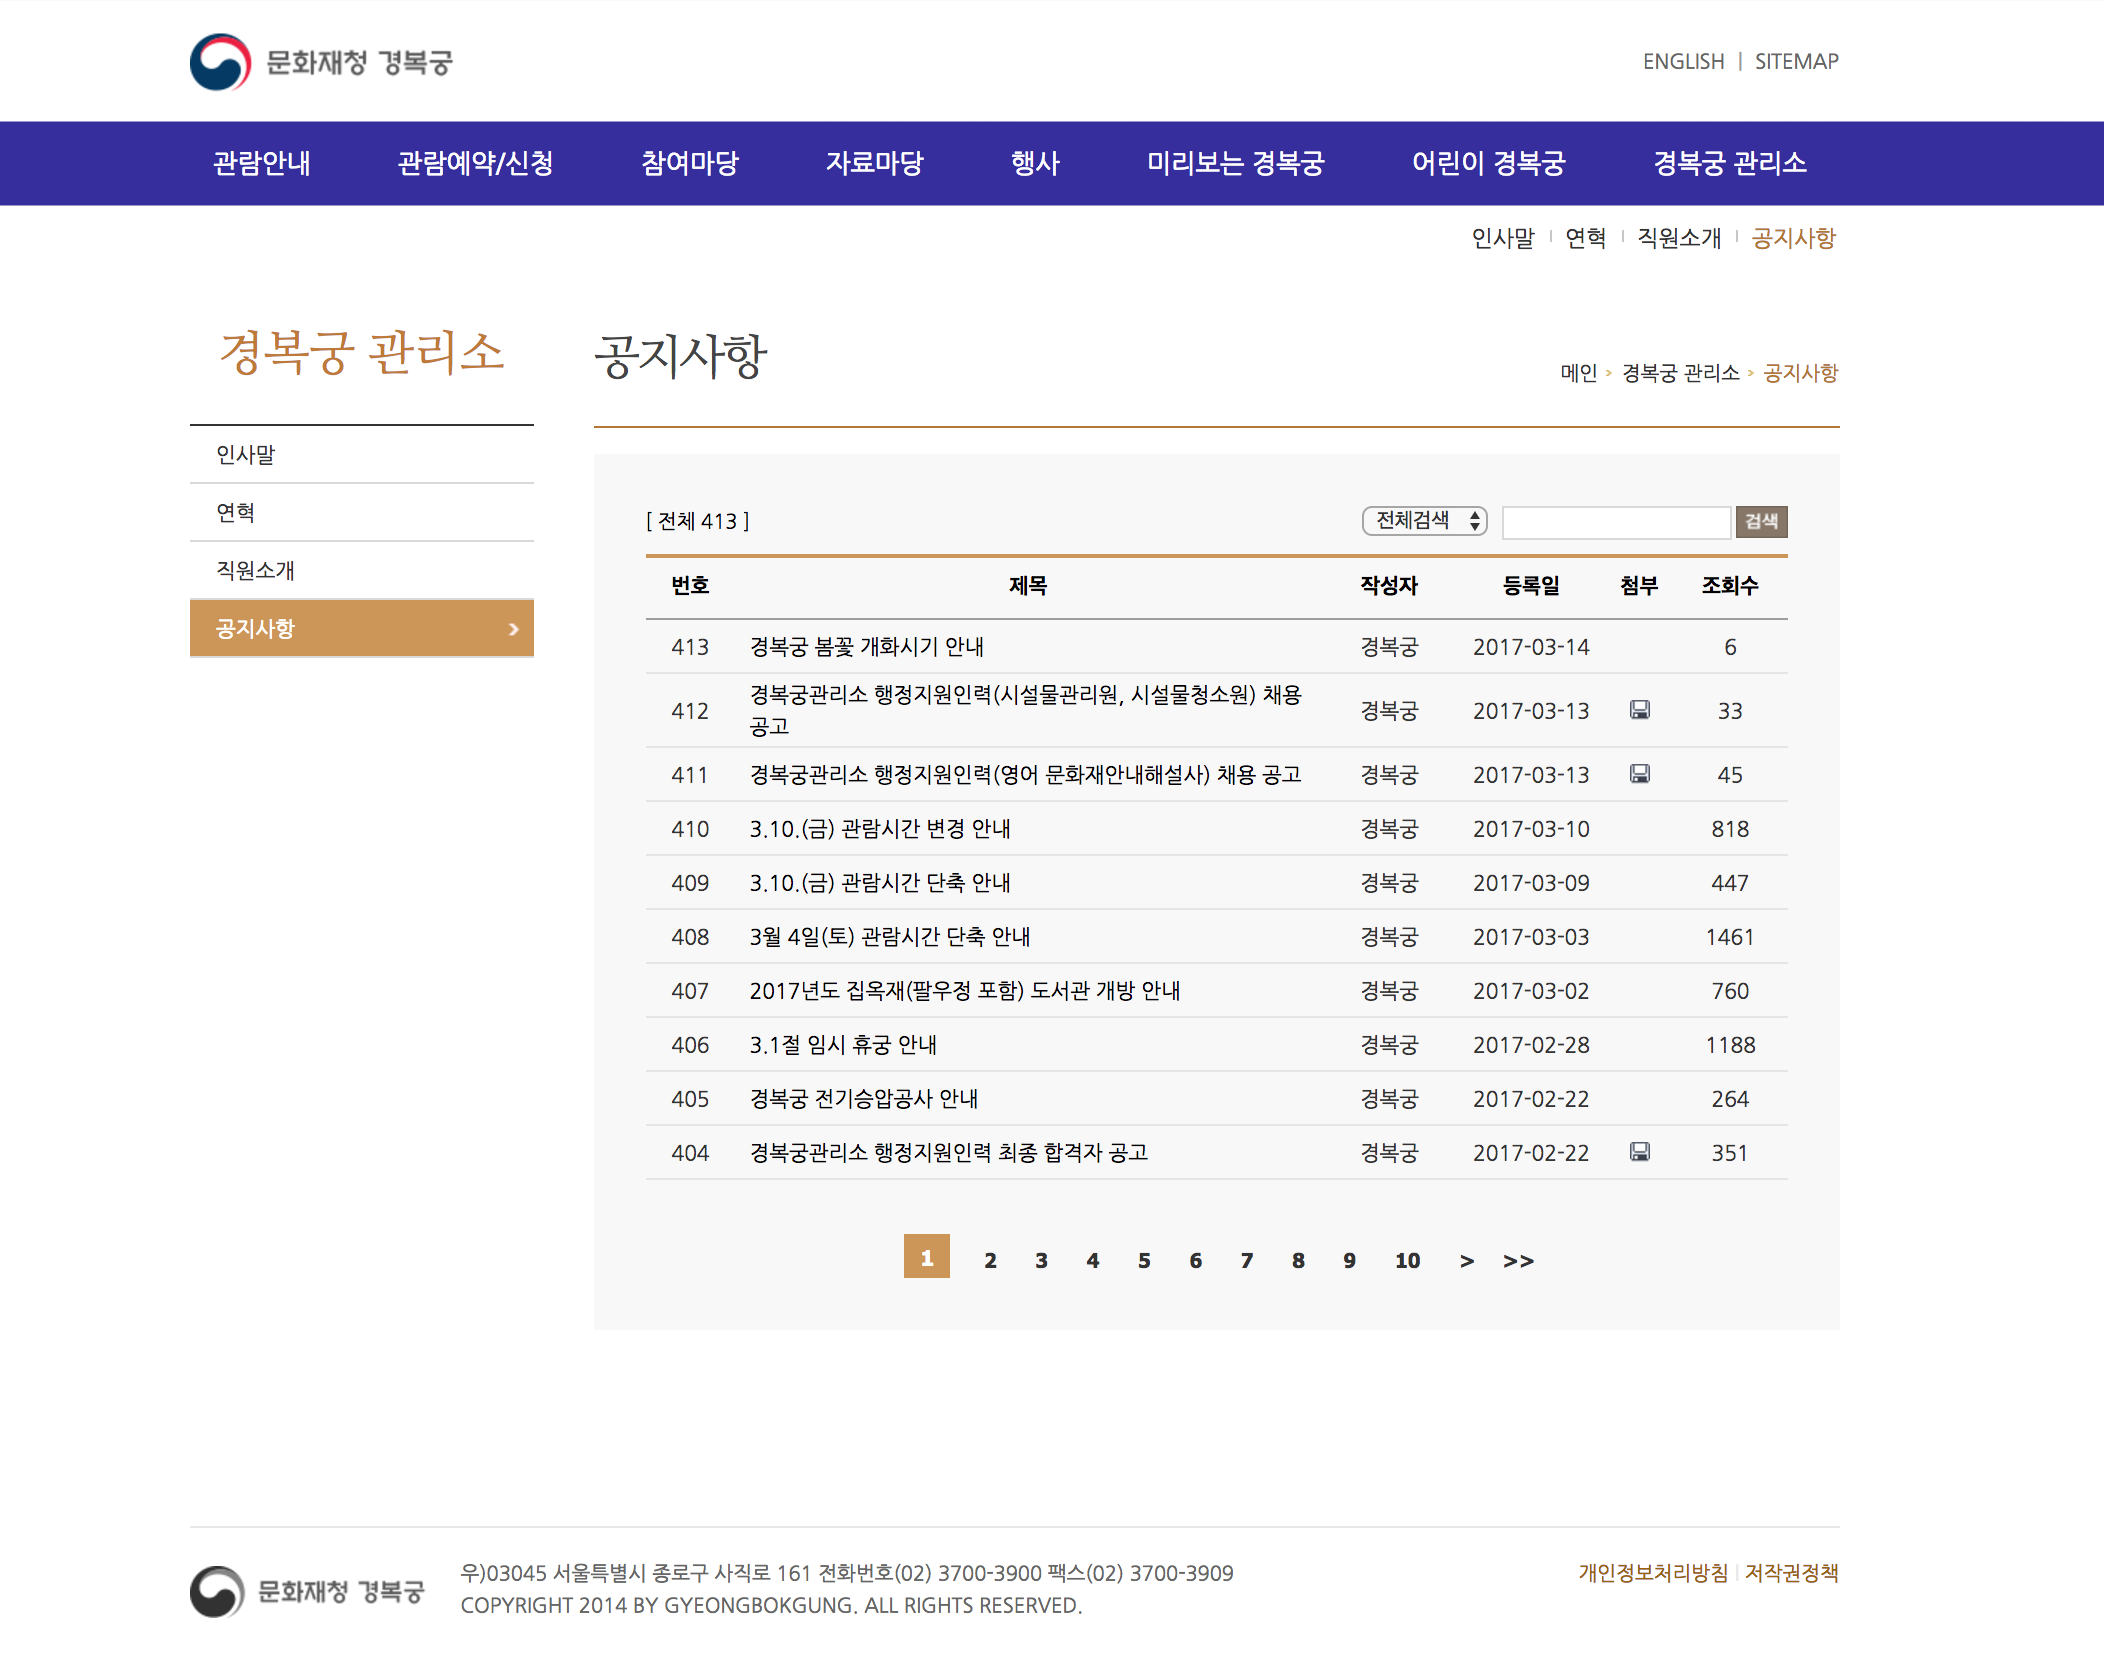 문화재청 경복궁
ENGLISH | SITEMAP
관람안내 관람예약/신청 참여마당 자료마당 행사 미리보는 경복궁 어린이 경복궁 경복궁 관리소
인사말 연혁 직원소개 공지사항
경복궁 관리소
인사말
연혁
직원소개
공지사항
공지사항
메인 > 경복궁 관리소 > 공지사항
[ 전체 413 ] 전체검색 검색
번호 제목 작성자 등록일 첨부 조회수
413 경복궁 봄꽃 개화시기 안내 경복궁 2017-03-14 6
412 경복궁관리소 행정지원인력(시설물관리원, 시설물청소원) 채용
공고 경복궁 2017-03-13 33
411 경복궁관리소 행정지원인력(영어 문화재안내해설사) 채용 공고 경복궁 2017-03-13 45
410 3.10.(금) 관람시간 변경 안내 경복궁 2017-03-10 818
409 3.10.(금) 관람시간 단축 안내 경복궁 2017-03-09 447
408 3월 4일(토) 관람시간 단축 안내 경복궁 2017-03-03 1461
407 2017년도 집옥재(팔우정 포함) 도서관 개방 안내 경복궁 2017-03-02 760
406 3.1절 임시 휴궁 안내 경복궁 2017-02-28 1188
405 경복궁 전기승압공사 안내 경복궁 2017-02-22 264
404 경복궁관리소 행정지원인력 최종 합격자 공고 경복궁 2017-02-22 351
1 2 3 4 5 6 7 8 9 10 > >>
문화재청 경복궁
우)03045 서울특별시 종로구 사직로 161 전화번호(02) 3700-3900 팩스(02) 3700-3909
COPYRIGHT 2014 BY GYEONGBOKGUNG. ALL RIGHTS RESERVED.
개인정보처리방침 | 저작권정책